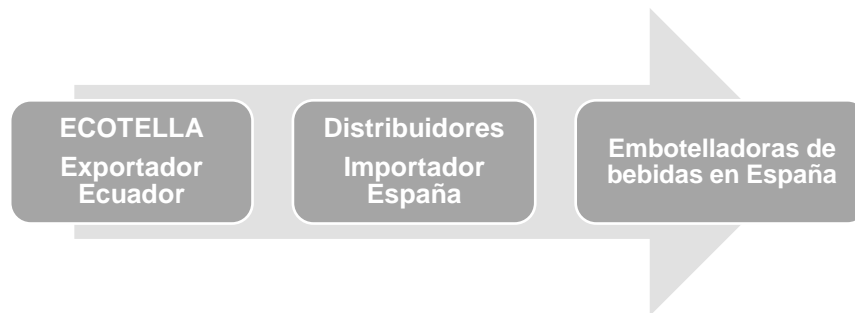 ECOTELLA
Exportador
Ecuador
Distribuidores
Importador
España
Embotelladoras de
bebidas en España